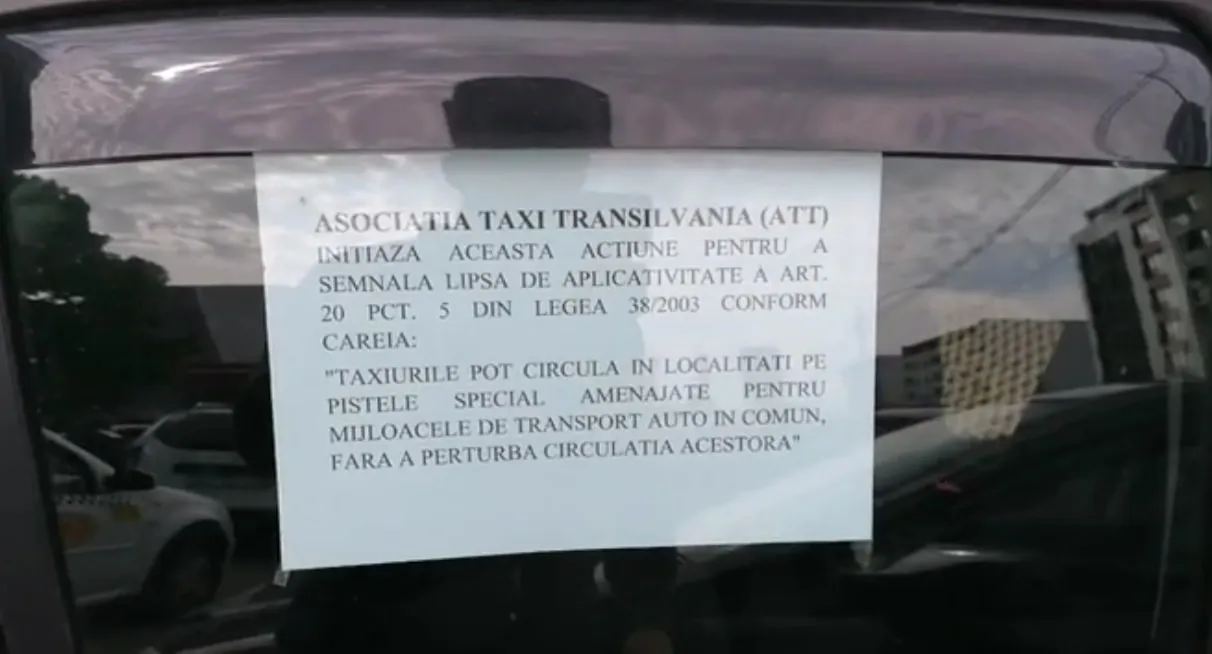 ASOCIATIA TAXI TRANSILVANIA (ATT)
INITIAZA ACEASTA ACTIUNE PENTRU A
SEMNALA LIPSA DE APLICATIVITATE A ART.
20 PCT. 5 DIN LEGEA 38/2003 CONFORM
CAREIA:
"TAXIURILE POT CIRCULA IN LOCALITATI PE
PISTELE SPECIAL AMENAJATE PENTRU
MIJLOACELE DE TRANSPORT AUTO IN COMUN,
FARA A PERTURBA CIRCULATIA ACESTORA"